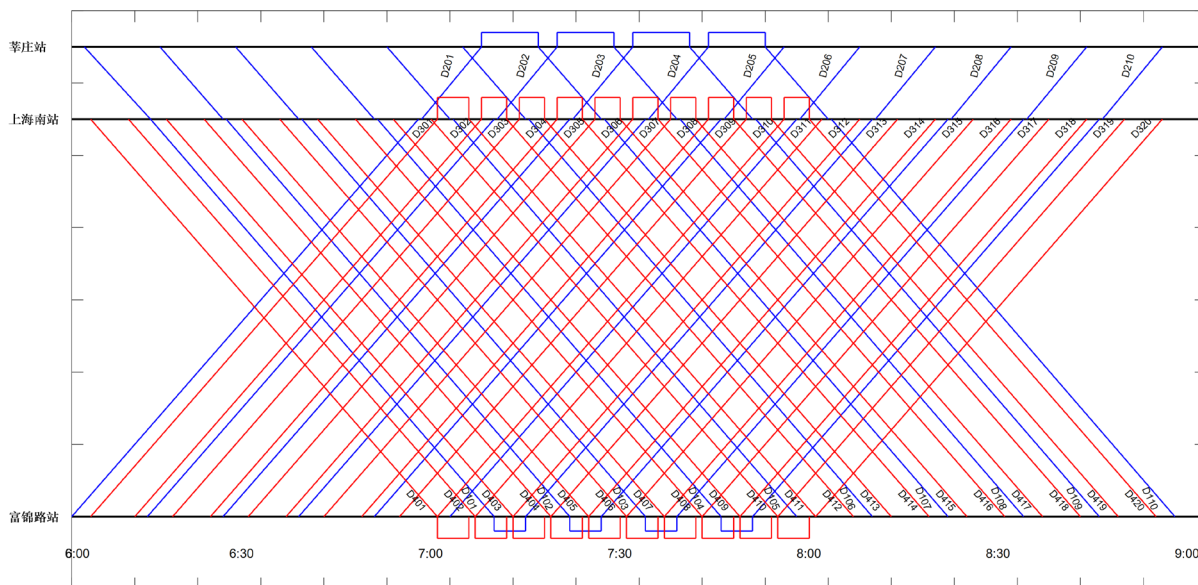 莘庄站
D201 D202 D203 D204 D205 D206 D207 D208 D209 D210
上海南站
D301 D302 D303 D304 D305 D306 D307 D308 D309 D310 D311 D312 D313 D314 D315 D316 D317 D318 D319 D320
D401 D402 D101 D403 D404 D102 D405 D406 D103 D407 D408 D104 D409 D410 D105 D411 D412 D106 D413 D414 D107 D415 D416 D108 D417 D418 D109 D419 D420 D110
富锦路站
6:00 6:30 7:00 7:30 8:00 8:30 9:00